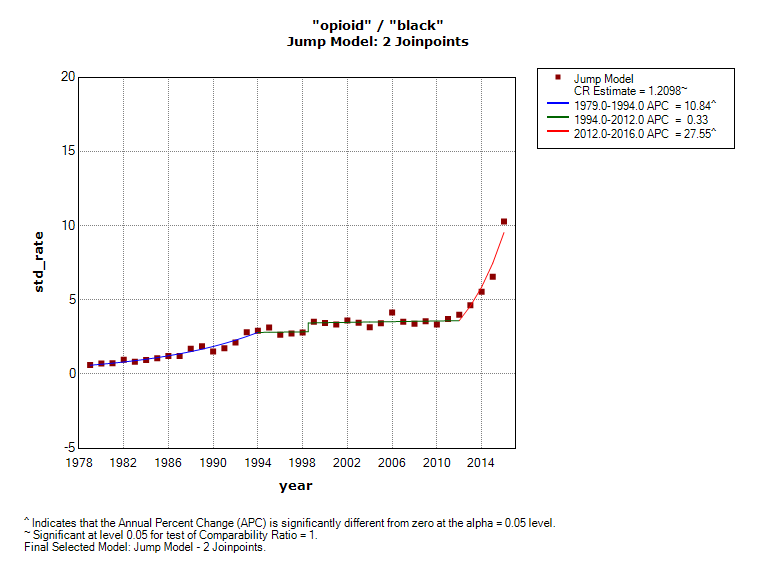 "opioid" / "black"
Jump Model: 2 Joinpoints
Jump Model
CR Estimate = 1.2098~
1979.0-1994.0 APC = 10.84^
1994.0-2012.0 APC = 0.33
2012.0-2016.0 APC = 27.55^
20
15
10
5
0
-5
std_rate
1978 1982 1986 1990 1994 1998 2002 2006 2010 2014
year
^ Indicates that the Annual Percent Change (APC) is significantly different from zero at the alpha = 0.05 level.
~ Significant at level 0.05 for test of Comparability Ratio = 1.
Final Selected Model: Jump Model - 2 Joinpoints.